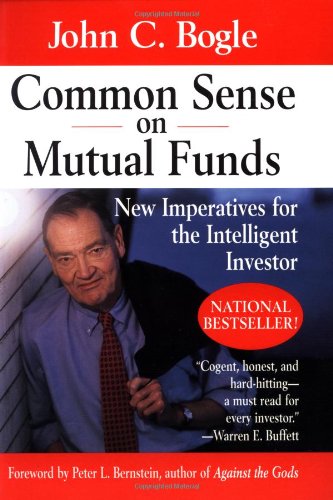 John C. Bogle
Common Sense
on
Mutual Funds
New Imperatives for
the Intelligent
Investor
NATIONAL
BESTSELLER!
“Cogent, honest, and
hard-hitting—
a must read for
every investor.”
—Warren E. Buffett
Foreword by Peter L. Bernstein, author of Against the Gods